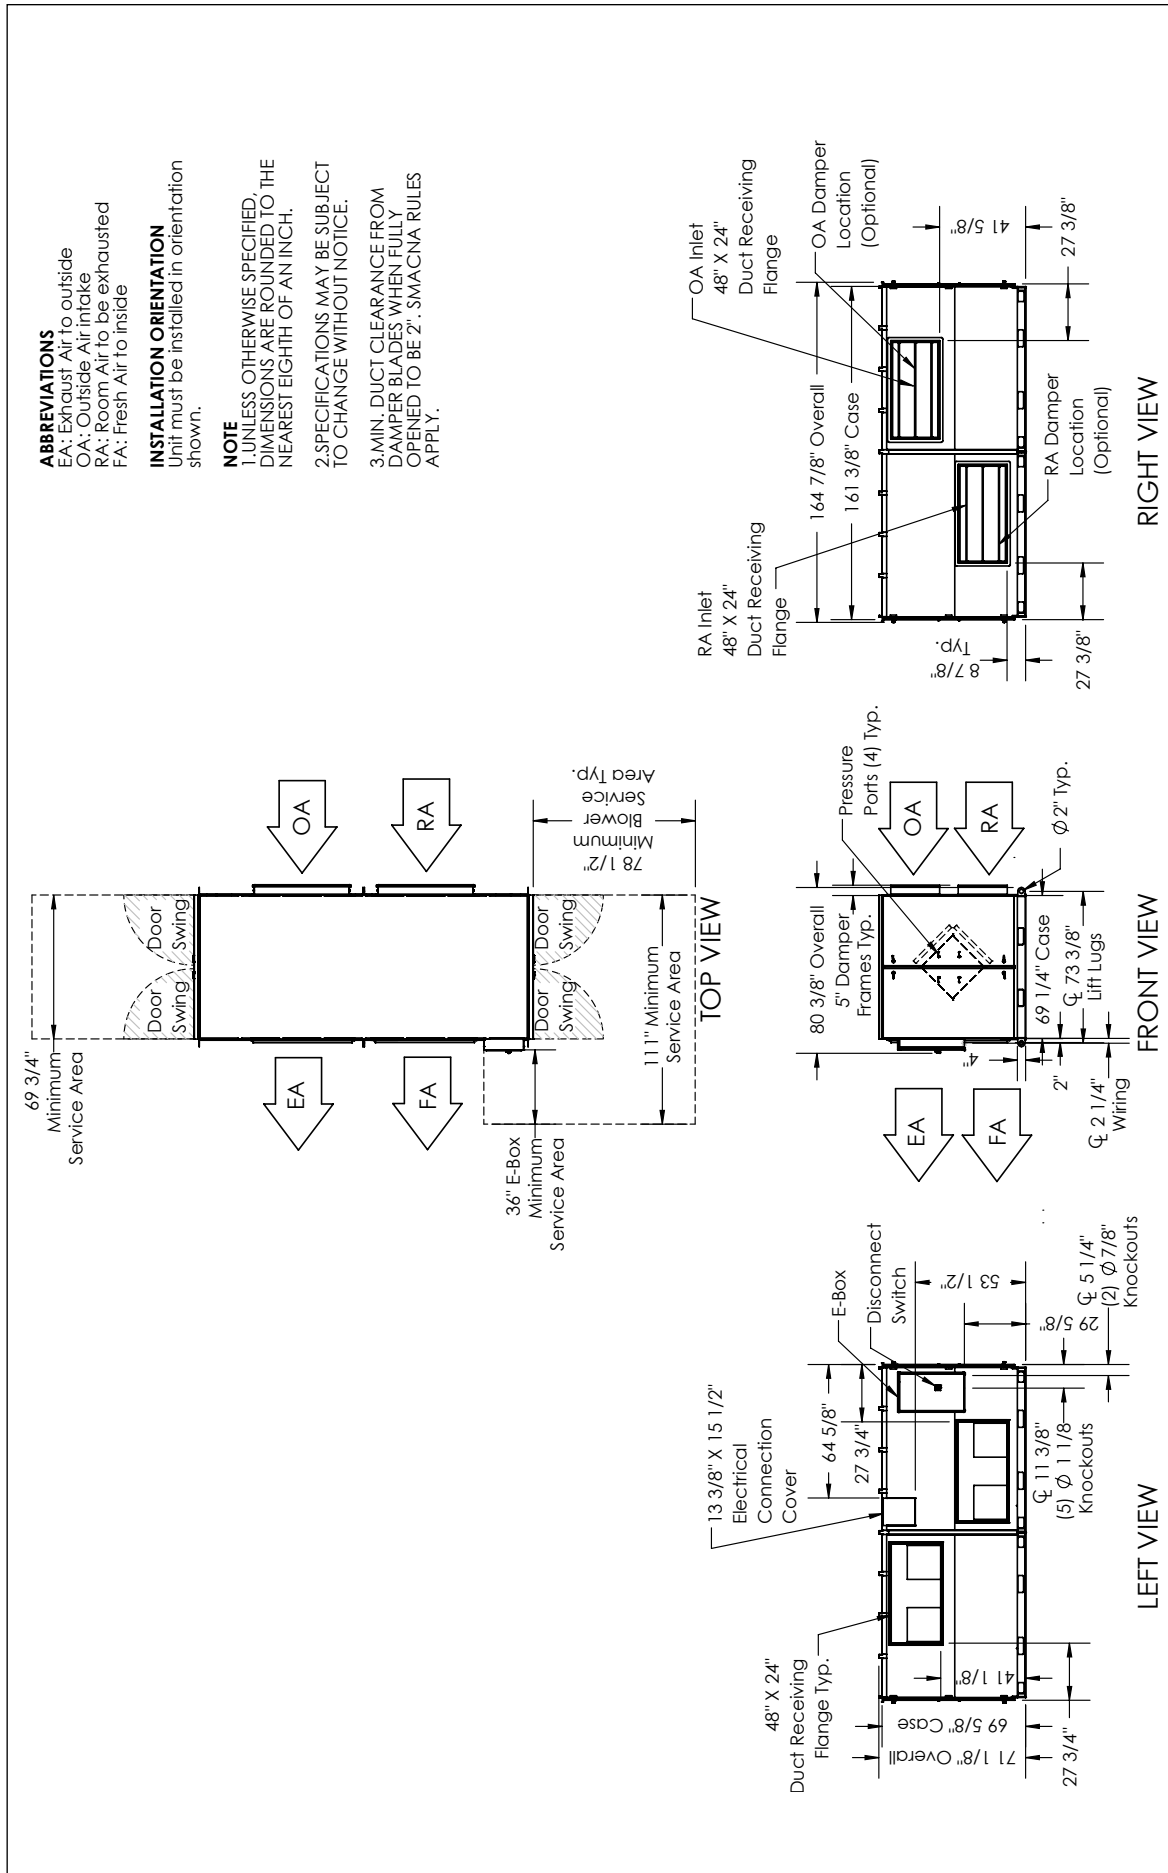 ABBREVIATIONS
EA: Exhaust Air to outside
OA: Outside Air intake
RA: Room Air to be exhausted
FA: Fresh Air to inside
INSTALLATION ORIENTATION
Unit must be installed in orientation
shown.
NOTE
1.UNLESS OTHERWISE SPECIFIED,
DIMENSIONS ARE ROUNDED TO THE
NEAREST EIGHTH OF AN INCH.
2.SPECIFICATIONS MAY BE SUBJECT
TO CHANGE WITHOUT NOTICE.
3.MIN. DUCT CLEARANCE FROM
DAMPER BLADES WHEN FULLY
OPENED TO BE 2". SMACNA RULES
APPLY.
69 3/4"
Minimum
Service Area
Door
Swing
Door
Swing
Door
Swing
Door
Swing
EA
OA
FA
RA
36" E-Box
Minimum
Service Area
111" Minimum
Service Area
78 1/2"
Minimum
Blower
Service
Area Typ.
TOP VIEW
13 3/8" X 15 1/2"
Electrical
Connection
Cover
64 5/8"
27 3/4"
E-Box
Disconnect
Switch
48" X 24"
Duct Receiving
Flange Typ.
71 1/8" Overall
69 5/8" Case
41 1/8"
27 3/4"
53 1/2"
29 5/8"
℄ 11 3/8"
(5) Ø 1 1/8
Knockouts
℄ 5 1/4"
(2) Ø 7/8"
Knockouts
LEFT VIEW
80 3/8" Overall
5" Damper
Frames Typ.
Pressure
Ports (4) Typ.
EA
OA
FA
RA
4"
2"
℄ 2 1/4"
Wiring
69 1/4" Case
℄ 73 3/8"
Lift Lugs
Ø 2" Typ.
FRONT VIEW
RA Inlet
48" X 24"
Duct Receiving
Flange
OA Inlet
48" X 24"
Duct Receiving
Flange
164 7/8" Overall
161 3/8" Case
OA Damper
Location
(Optional)
8 7/8"
Typ.
27 3/8"
41 5/8"
27 3/8"
RA Damper
Location
(Optional)
RIGHT VIEW